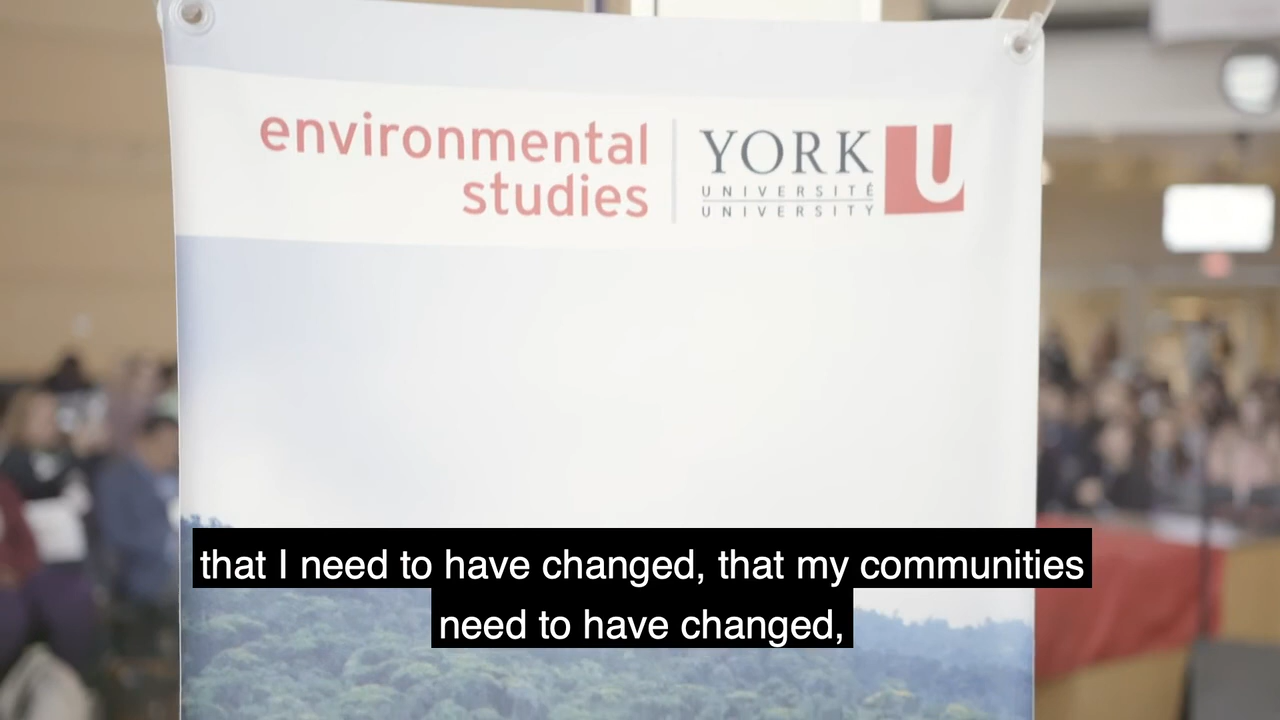 environmental
studies
YORK
UNIVERSITÉ
UNIVERSITY
U
that I need to have changed, that my communities
need to have changed,